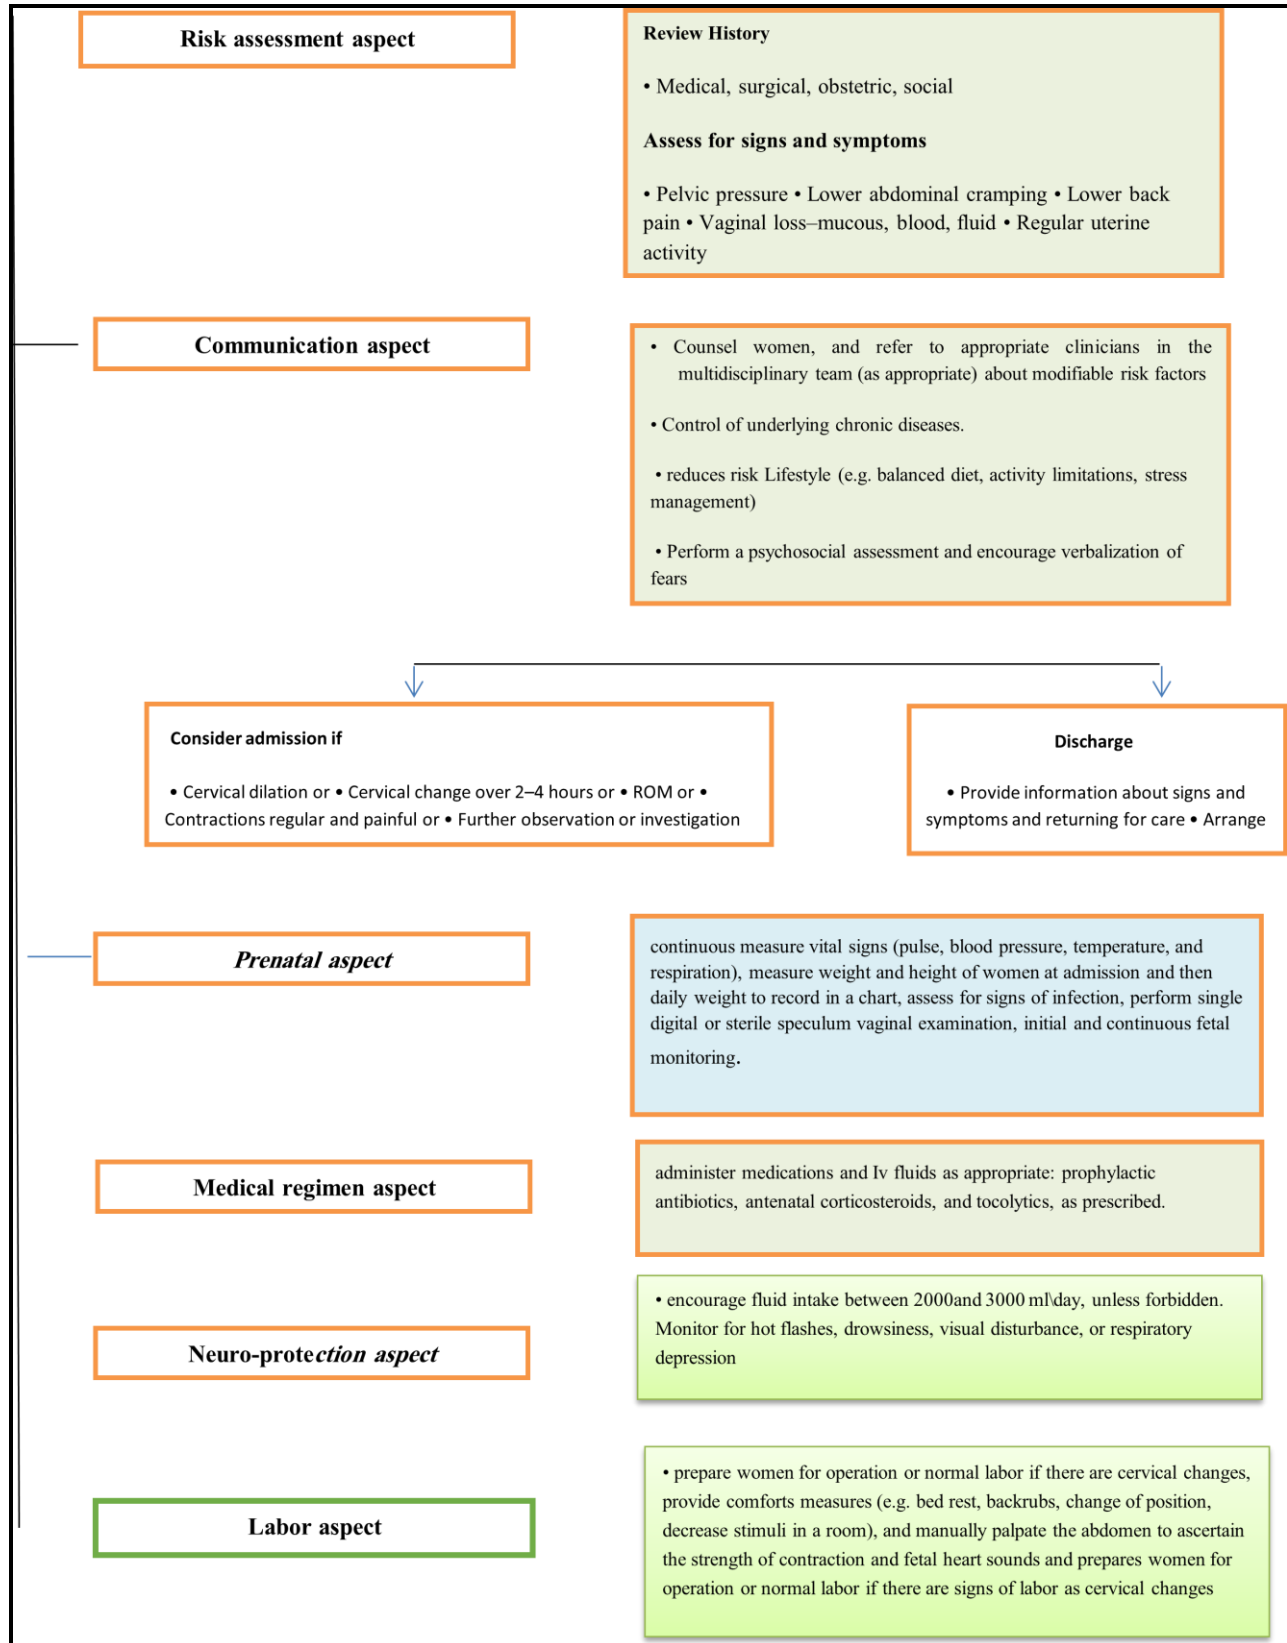 Risk assessment aspect
Review History
• Medical, surgical, obstetric, social
Assess for signs and symptoms
• Pelvic pressure • Lower abdominal cramping • Lower back
pain • Vaginal loss–mucous, blood, fluid • Regular uterine
activity
Communication aspect
• Counsel women, and refer to appropriate clinicians in the
multidisciplinary team (as appropriate) about modifiable risk factors
• Control of underlying chronic diseases.
• reduces risk Lifestyle (e.g. balanced diet, activity limitations, stress
management)
• Perform a psychosocial assessment and encourage verbalization of
fears
Consider admission if
• Cervical dilation or • Cervical change over 2–4 hours or • ROM or •
Contractions regular and painful or • Further observation or investigation
Discharge
• Provide information about signs and
symptoms and returning for care • Arrange
Prenatal aspect
continuous measure vital signs (pulse, blood pressure, temperature, and
respiration), measure weight and height of women at admission and then
daily weight to record in a chart, assess for signs of infection, perform single
digital or sterile speculum vaginal examination, initial and continuous fetal
monitoring.
Medical regimen aspect
administer medications and Iv fluids as appropriate: prophylactic
antibiotics, antenatal corticosteroids, and tocolytics, as prescribed.
Neuro-protection aspect
• encourage fluid intake between 2000and 3000 ml\day, unless forbidden.
Monitor for hot flashes, drowsiness, visual disturbance, or respiratory
depression
Labor aspect
• prepare women for operation or normal labor if there are cervical changes,
provide comforts measures (e.g. bed rest, backrubs, change of position,
decrease stimuli in a room), and manually palpate the abdomen to ascertain
the strength of contraction and fetal heart sounds and prepares women for
operation or normal labor if there are signs of labor as cervical changes